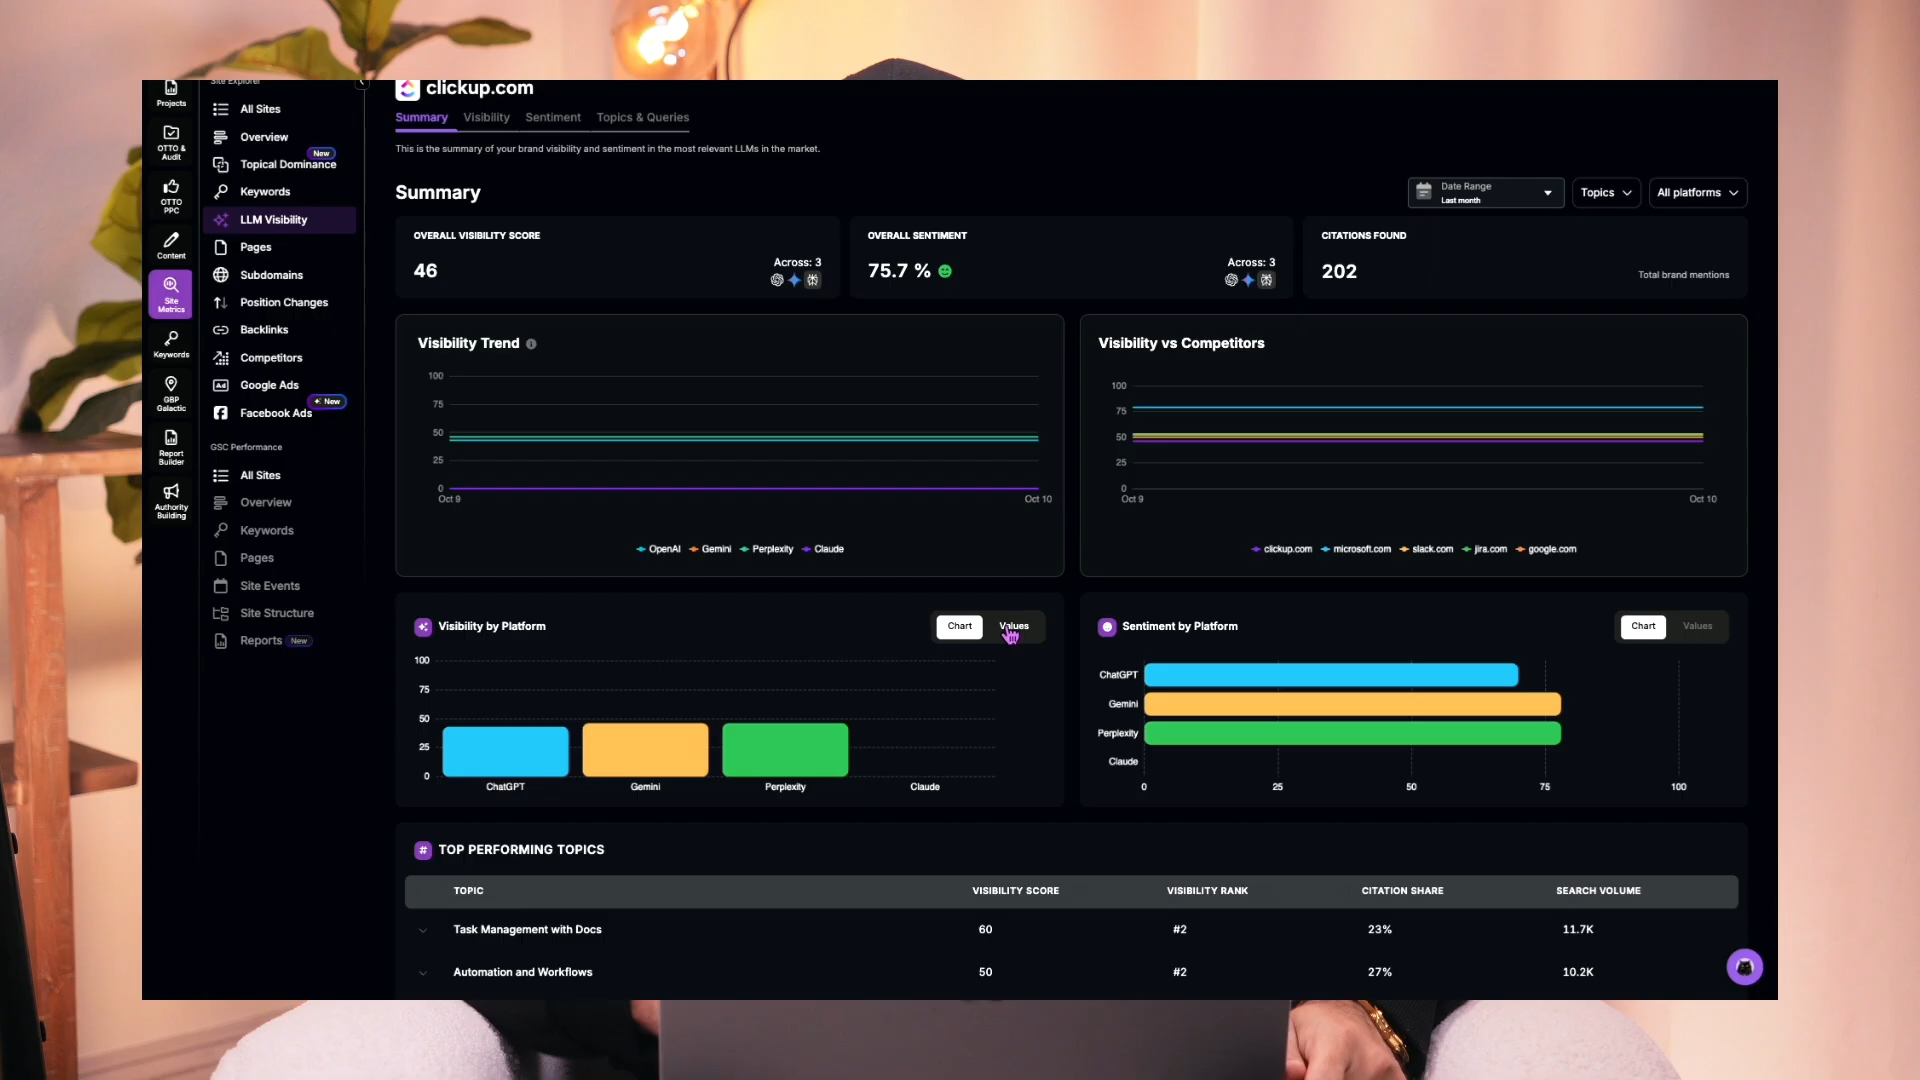 Site Explorer
clickup.com
Projects
All Sites
Summary Visibility Sentiment Topics & Queries
OTTO & Audit
Overview
This is the summary of your brand visibility and sentiment in the most relevant LLMs in the market.
New
Topical Dominance
OTTO PPC
Keywords
Summary
Date Range
Last month
Topics
All platforms
LLM Visibility
Content
Pages
OVERALL VISIBILITY SCORE
46
Across: 3
OVERALL SENTIMENT
75.7 %
Across: 3
CITATIONS FOUND
202
Total brand mentions
Subdomains
Site Metrics
Position Changes
Backlinks
Keywords
Competitors
Google Ads
Ad
GBP Galactic
New
Facebook Ads
Report Builder
GSC Performance
All Sites
Authority Building
Overview
Keywords
Pages
Site Events
Site Structure
Reports New
Visibility Trend
100
75
50
25
0
Oct 9 Oct 10
OpenAI Gemini Perplexity Claude
Visibility vs Competitors
100
75
50
25
0
Oct 9 Oct 10
clickup.com microsoft.com slack.com jira.com google.com
Visibility by Platform
Chart Values
100
75
50
25
0
ChatGPT Gemini Perplexity Claude
Sentiment by Platform
Chart Values
ChatGPT
Gemini
Perplexity
Claude
0 25 50 75 100
# TOP PERFORMING TOPICS
TOPIC VISIBILITY SCORE VISIBILITY RANK CITATION SHARE SEARCH VOLUME
Task Management with Docs 60 #2 23% 11.7K
Automation and Workflows 50 #2 27% 10.2K